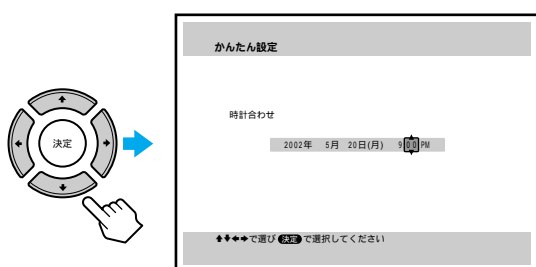 かんたん設定
時計合わせ
2002年 5月 20日(月) 9:00 PM
決定
↑↓←→で選び 決定 で選択してください